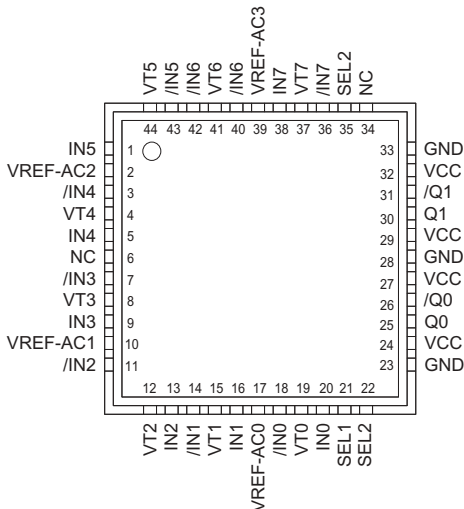 VT5
/IN5
/IN6
VT6
/IN6
VREF-AC3
IN7
VT7
/IN7
SEL2
NC
44 43 42 41 40 39 38 37 36 35 34
IN5 1 33 GND
VREF-AC2 2 32 VCC
/IN4 3 31 /Q1
VT4 4 30 Q1
IN4 5 29 VCC
NC 6 28 GND
/IN3 7 27 VCC
VT3 8 26 /Q0
IN3 9 25 Q0
VREF-AC1 10 24 VCC
/IN2 11 23 GND
12 13 14 15 16 17 18 19 20 21 22
VT2
IN2
/IN1
VT1
IN1
VREF-AC0
/IN0
VT0
IN0
SEL1
SEL2